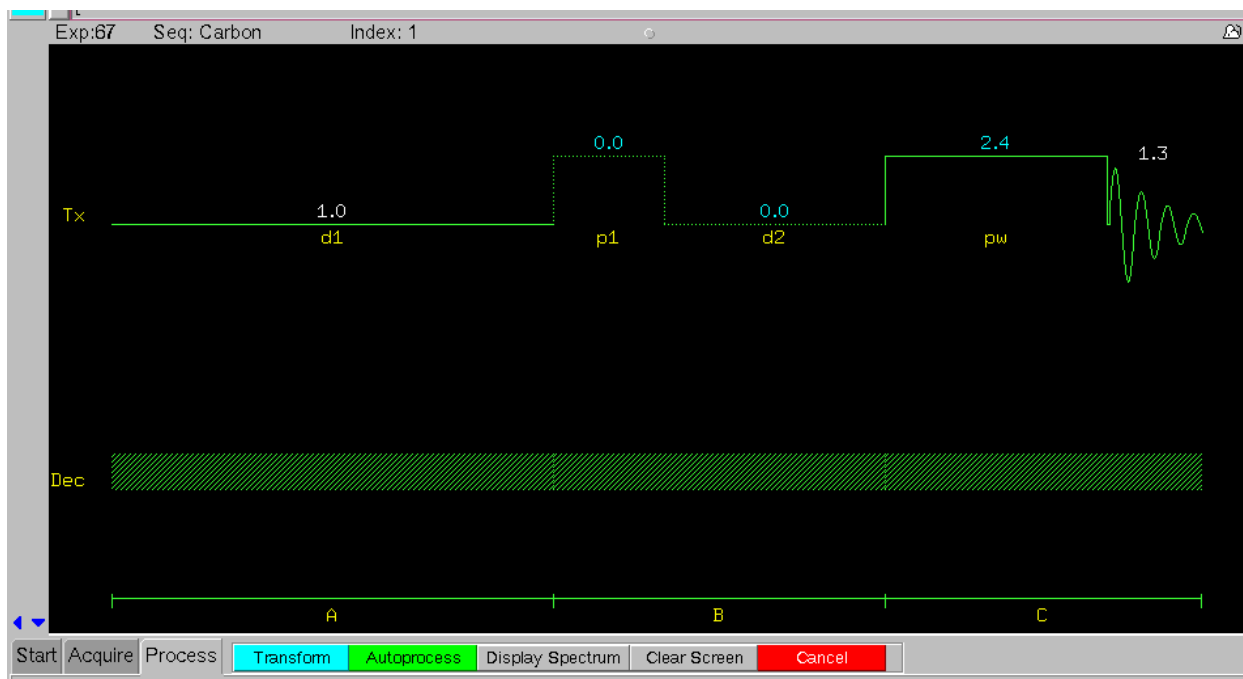 Exp:67 Seq: Carbon Index: 1
0.0 2.4 1.3
Tx 1.0 0.0
d1 p1 d2 pw
Dec
A B C
Start Acquire Process Transform Autoprocess Display Spectrum Clear Screen Cancel